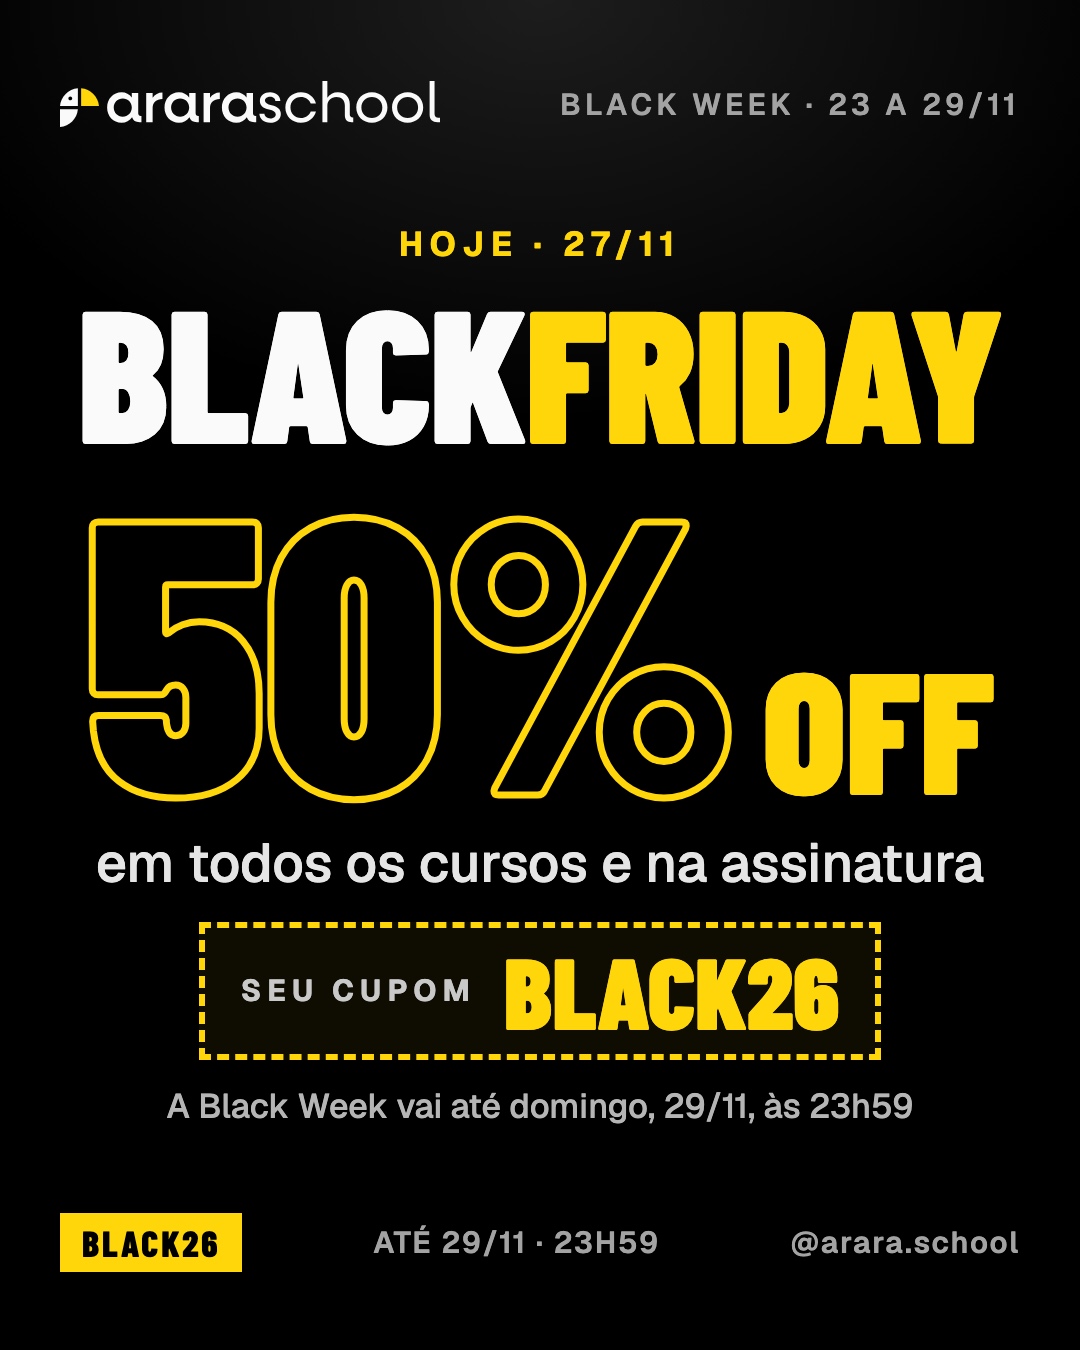 araraschool
BLACK WEEK · 23 A 29/11
HOJE · 27/11
BLACKFRIDAY
50% OFF
em todos os cursos e na assinatura
SEU CUPOM BLACK26
A Black Week vai até domingo, 29/11, às 23h59
BLACK26
ATÉ 29/11 · 23H59
@arara.school